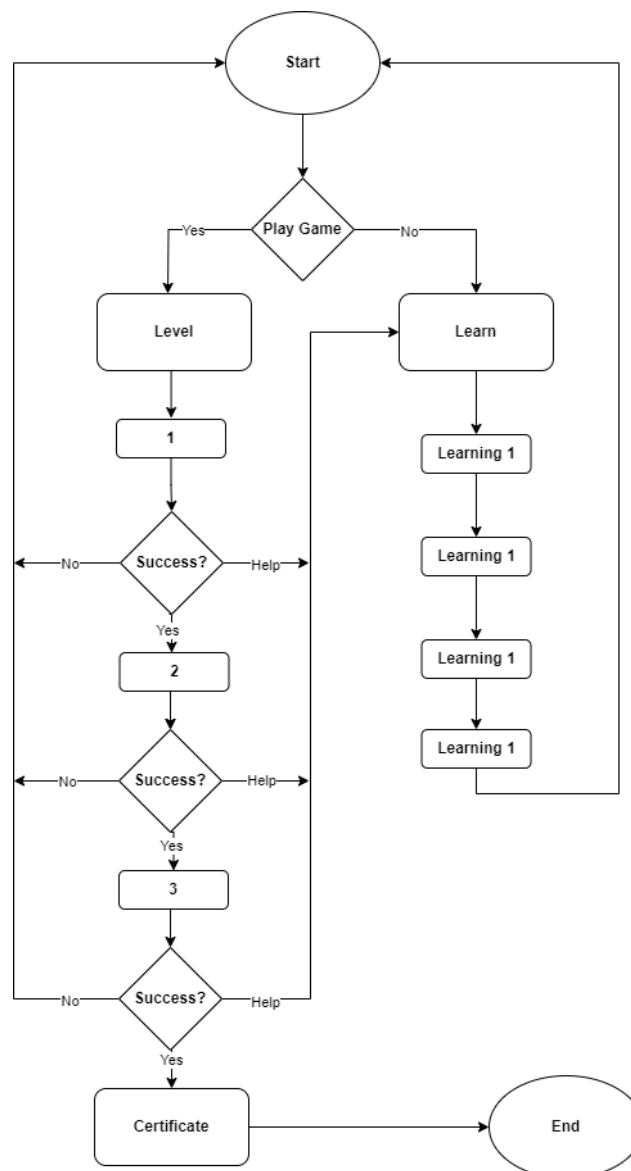 Start
Play Game
Yes
No
Level
Learn
1
Learning 1
Success?
No
Help
Learning 1
Yes
2
Learning 1
Success?
No
Help
Learning 1
Yes
3
Success?
No
Help
Yes
Certificate
End